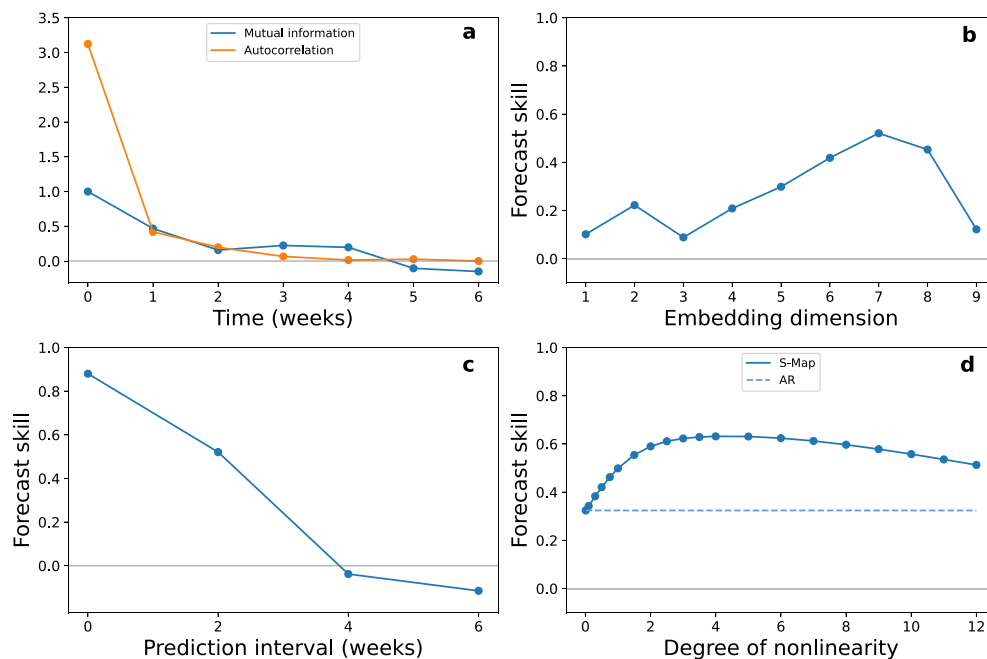 a
Mutual information
Autocorrelation
3.5
3.0
2.5
2.0
1.5
1.0
0.5
0.0
0 1 2 3 4 5 6
Time (weeks)
b
Forecast skill
1.0
0.8
0.6
0.4
0.2
0.0
1 2 3 4 5 6 7 8 9
Embedding dimension
c
Forecast skill
1.0
0.8
0.6
0.4
0.2
0.0
0 2 4 6
Prediction interval (weeks)
d
S-Map
AR
Forecast skill
1.0
0.8
0.6
0.4
0.2
0.0
0 2 4 6 8 10 12
Degree of nonlinearity